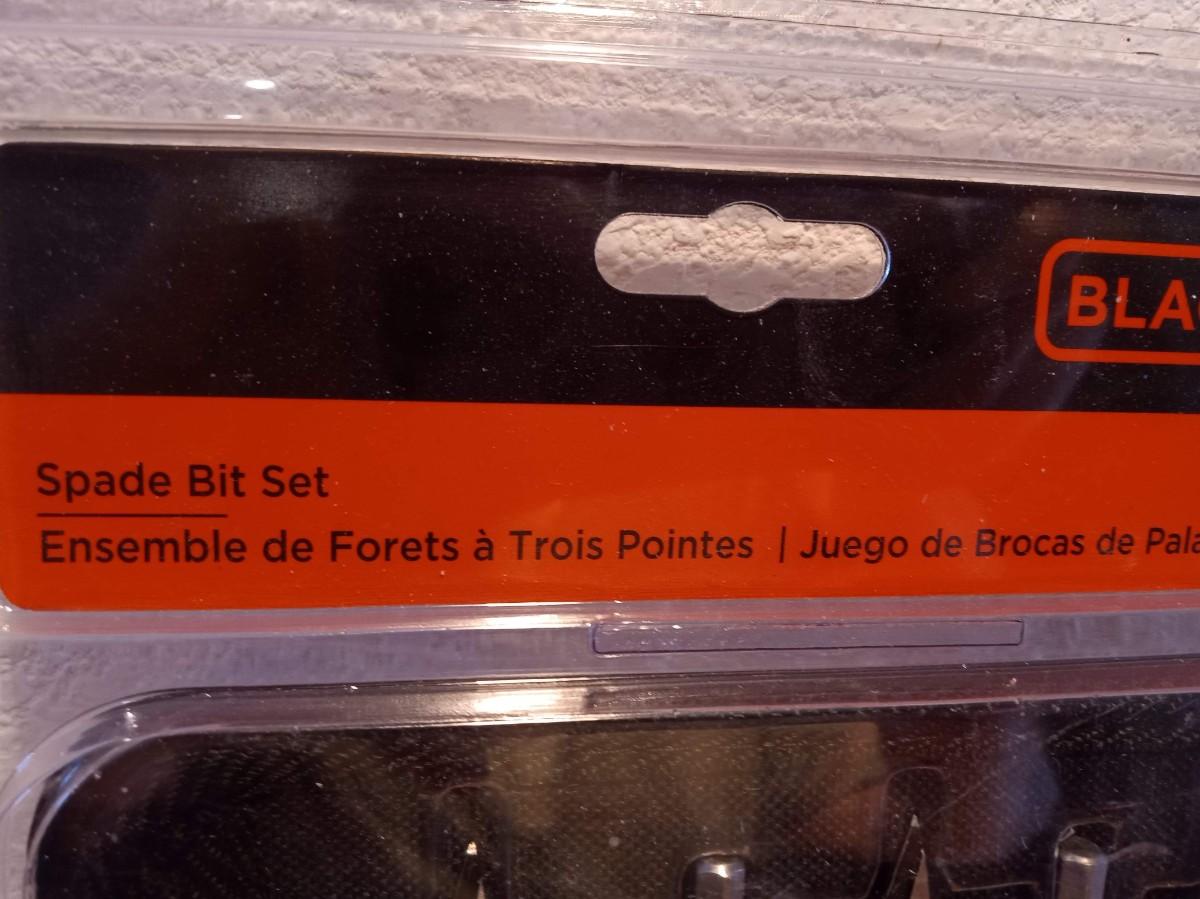 BLA
Spade Bit Set
Ensemble de Forets à Trois Pointes | Juego de Brocas de Pala